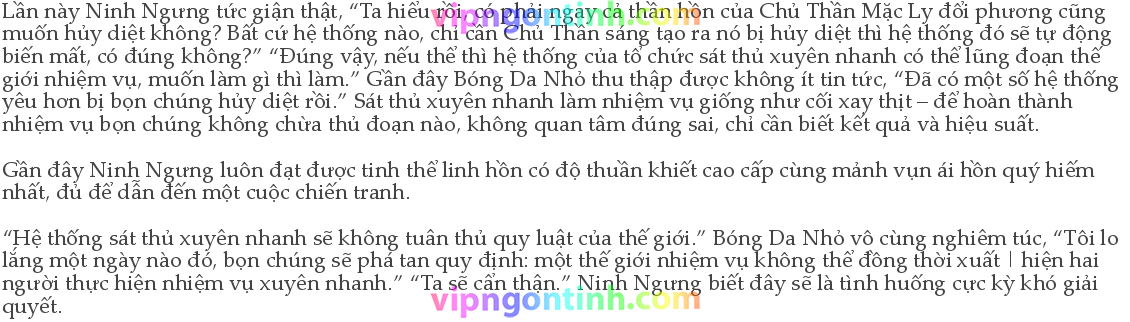 Lần này Ninh Ngưng tức giận thật, “Ta hiểu rồi, có phải ngay cả thần hồn của Chủ Thần Mặc Ly đối phương cũng
muốn hủy diệt không? Bất cứ hệ thống nào, chỉ cần Chủ Thần sáng tạo ra nó bị hủy diệt thì hệ thống đó sẽ tự động
biến mất, có đúng không?” “Đúng vậy, nếu thế thì hệ thống của tổ chức sát thủ xuyên nhanh có thể lũng đoạn thế
giới nhiệm vụ, muốn làm gì thì làm.” Gần đây Bóng Da Nhỏ thu thập được không ít tin tức, “Đã có một số hệ thống
yêu hơn bị bọn chúng hủy diệt rồi.” Sát thủ xuyên nhanh làm nhiệm vụ giống như cối xay thịt – để hoàn thành
nhiệm vụ bọn chúng không chừa thủ đoạn nào, không quan tâm đúng sai, chỉ cần biết kết quả và hiệu suất.
Gần đây Ninh Ngưng luôn đạt được tinh thể linh hồn có độ thuần khiết cao cấp cùng mảnh vụn ái hồn quý hiếm
nhất, đủ để dẫn đến một cuộc chiến tranh.
“Hệ thống sát thủ xuyên nhanh sẽ không tuân thủ quy luật của thế giới.” Bóng Da Nhỏ vô cùng nghiêm túc, “Tôi lo
lắng một ngày nào đó, bọn chúng sẽ phá tan quy định: một thế giới nhiệm vụ không thể đồng thời xuất | hiện hai
người thực hiện nhiệm vụ xuyên nhanh.” “Ta sẽ cẩn thận.” Ninh Ngưng biết đây sẽ là tình huống cực kỳ khó giải
quyết.
vipngontinh.com
vipngontinh.com
vipngontinh.com